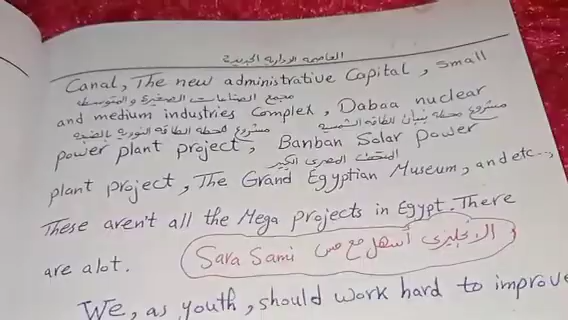 العاصمة الإدارية الجديدة
Canal, The new administrative Capital, small
مجمع الصناعات الصغيرة والمتوسطة
and medium industries Complex, Dabaa nuclear
مشروع محطة الطاقة النووية بالضبعة مشروع محطة بنبان للطاقة الشمسية
power plant project, Banban Solar power
المتحف المصرى الكبير
plant project, The Grand Egyptian Museum, and etc...,
These aren't all the Mega projects in Egypt. There
are alot.
الانجليزى أسهل مع مس Sara Sami
We, as youth, should work hard to improve